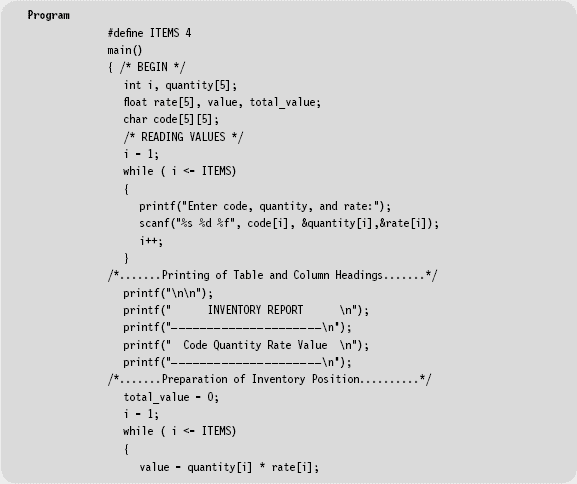 Program
#define ITEMS 4
main()
{ /* BEGIN */
int i, quantity[5];
float rate[5], value, total_value;
char code[5][5];
/* READING VALUES */
i = 1;
while ( i <= ITEMS)
{
printf("Enter code, quantity, and rate:");
scanf("%s %d %f", code[i], &quantity[i],&rate[i]);
i++;
}
/*.......Printing of Table and Column Headings.......*/
printf("\n\n");
printf("      INVENTORY REPORT      \n");
printf("---------------------\n");
printf("  Code Quantity Rate Value  \n");
printf("---------------------\n");
/*.......Preparation of Inventory Position..........*/
total_value = 0;
i = 1;
while ( i <= ITEMS)
{
value = quantity[i] * rate[i];